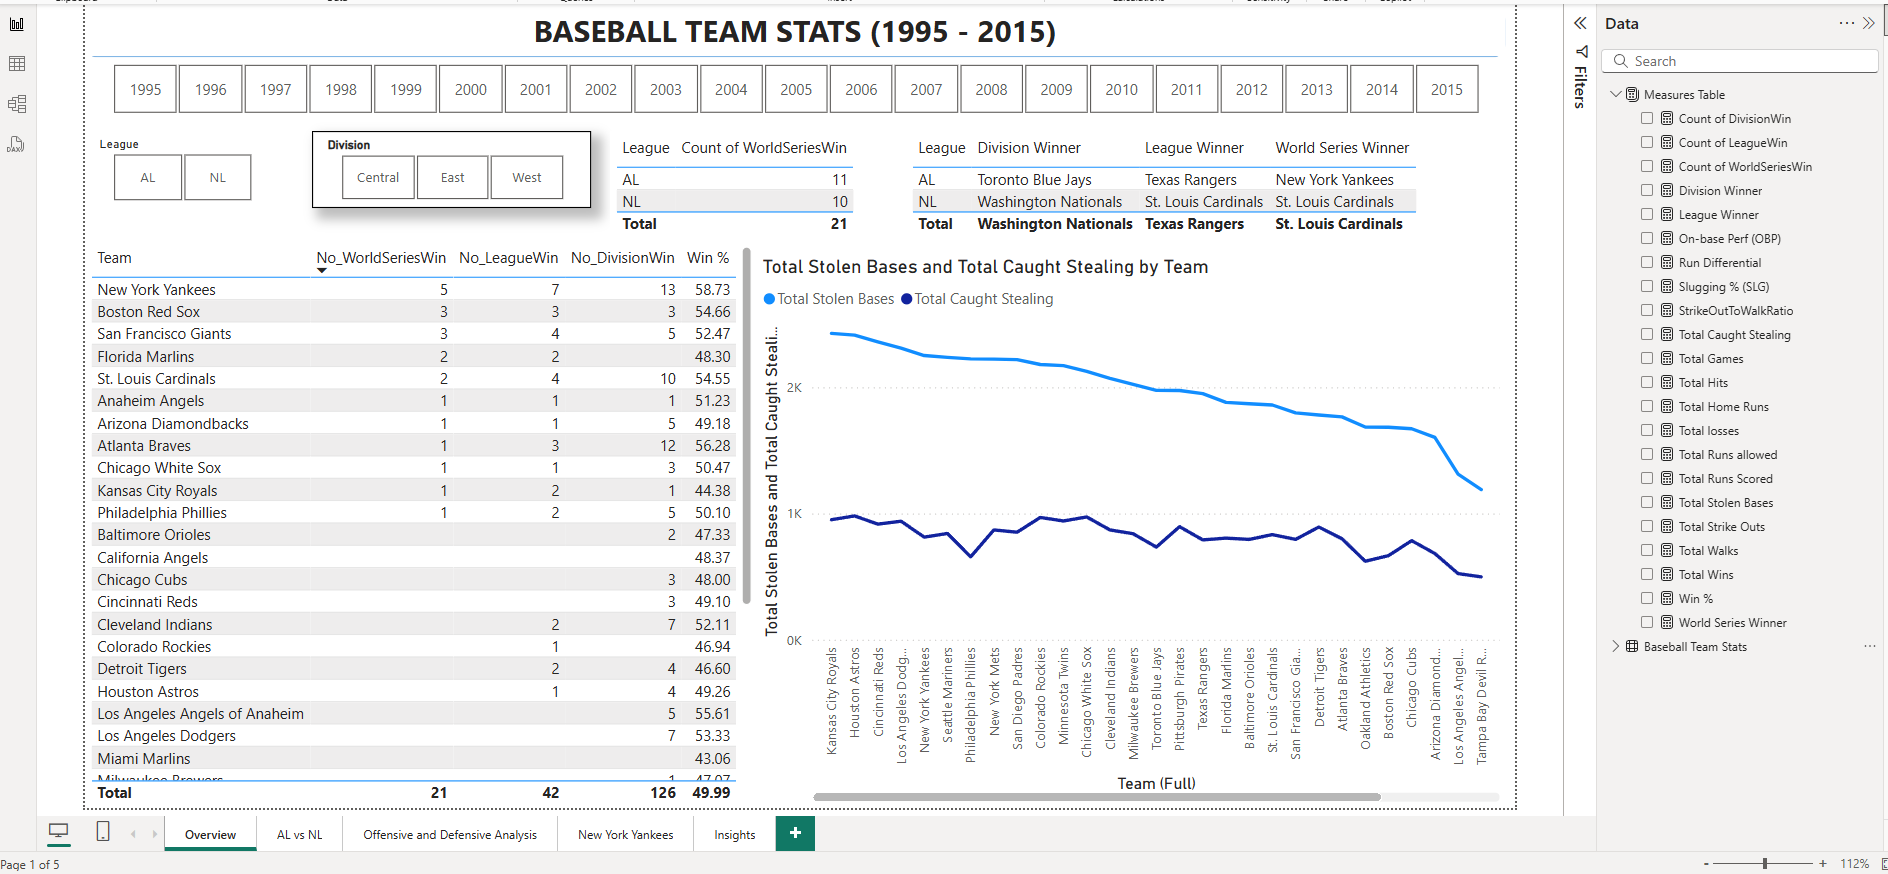 BASEBALL TEAM STATS (1995 - 2015)
1995 1996 1997 1998 1999 2000 2001 2002 2003 2004 2005 2006 2007 2008 2009 2010 2011 2012 2013 2014 2015
League
AL NL
Division
Central East West
League Count of WorldSeriesWin
AL 11
NL 10
Total 21
League Division Winner League Winner World Series Winner
AL Toronto Blue Jays Texas Rangers New York Yankees
NL Washington Nationals St. Louis Cardinals St. Louis Cardinals
Total Washington Nationals Texas Rangers St. Louis Cardinals
Team No_WorldSeriesWin No_LeagueWin No_DivisionWin Win %
New York Yankees 5 7 13 58.73
Boston Red Sox 3 3 3 54.66
San Francisco Giants 3 4 5 52.47
Florida Marlins 2 2 48.30
St. Louis Cardinals 2 4 10 54.55
Anaheim Angels 1 1 1 51.23
Arizona Diamondbacks 1 1 5 49.18
Atlanta Braves 1 3 12 56.28
Chicago White Sox 1 1 3 50.47
Kansas City Royals 1 2 1 44.38
Philadelphia Phillies 1 2 5 50.10
Baltimore Orioles 2 47.33
California Angels 48.37
Chicago Cubs 3 48.00
Cincinnati Reds 3 49.10
Cleveland Indians 2 7 52.11
Colorado Rockies 1 46.94
Detroit Tigers 2 4 46.60
Houston Astros 1 4 49.26
Los Angeles Angels of Anaheim 5 55.61
Los Angeles Dodgers 7 53.33
Miami Marlins 43.06
Milwaukee Brewers 1 47.07
Total 21 42 126 49.99
Total Stolen Bases and Total Caught Stealing by Team
Total Stolen Bases Total Caught Stealing
Total Stolen Bases and Total Caught Steali...
2K
1K
0K
Kansas City Royals
Houston Astros
Cincinnati Reds
Los Angeles Dodg...
New York Yankees
Seattle Mariners
Philadelphia Phillies
New York Mets
San Diego Padres
Colorado Rockies
Minnesota Twins
Chicago White Sox
Cleveland Indians
Milwaukee Brewers
Toronto Blue Jays
Pittsburgh Pirates
Texas Rangers
Florida Marlins
Baltimore Orioles
St. Louis Cardinals
San Francisco Gia...
Detroit Tigers
Atlanta Braves
Oakland Athletics
Boston Red Sox
Chicago Cubs
Arizona Diamond...
Los Angeles Angel...
Tampa Bay Devil R...
Team (Full)
Filters
Data
Search
Measures Table
Count of DivisionWin
Count of LeagueWin
Count of WorldSeriesWin
Division Winner
League Winner
On-base Perf (OBP)
Run Differential
Slugging % (SLG)
StrikeOutToWalkRatio
Total Caught Stealing
Total Games
Total Hits
Total Home Runs
Total losses
Total Runs allowed
Total Runs Scored
Total Stolen Bases
Total Strike Outs
Total Walks
Total Wins
Win %
World Series Winner
Baseball Team Stats
Overview AL vs NL Offensive and Defensive Analysis New York Yankees Insights +
Page 1 of 5
- + 112%